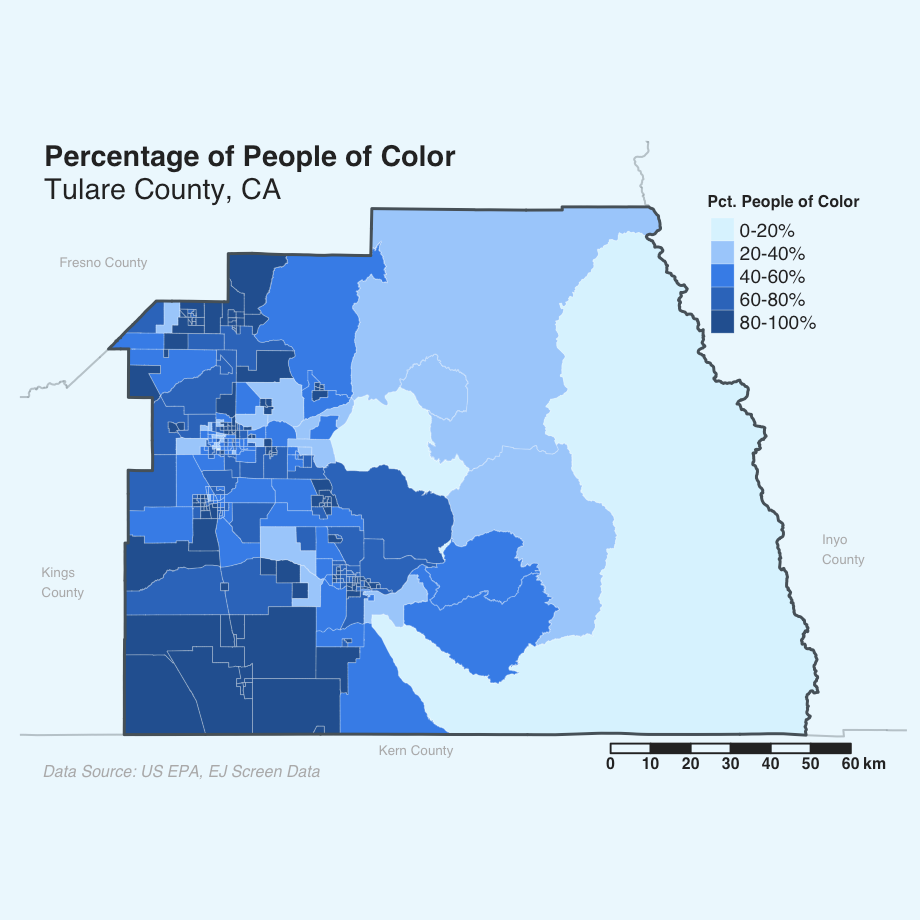 Percentage of People of Color
Tulare County, CA
Pct. People of Color
0-20%
20-40%
40-60%
60-80%
80-100%
Fresno County
Inyo
County
Kings
County
Kern County
0 10 20 30 40 50 60 km
Data Source: US EPA, EJ Screen Data